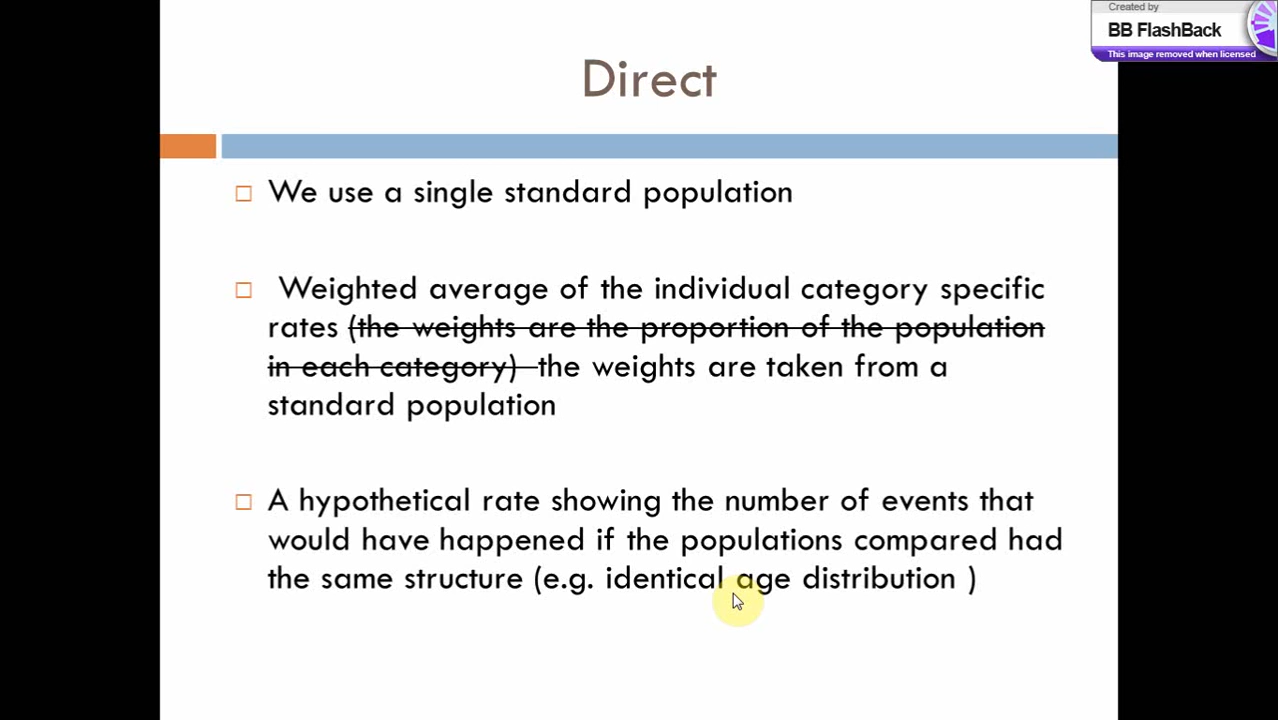 Created by
BB FlashBack
This image removed when licensed
Direct
We use a single standard population
Weighted average of the individual category specific
rates (the weights are the proportion of the population
in each category) the weights are taken from a
standard population
A hypothetical rate showing the number of events that
would have happened if the populations compared had
the same structure (e.g. identical age distribution )